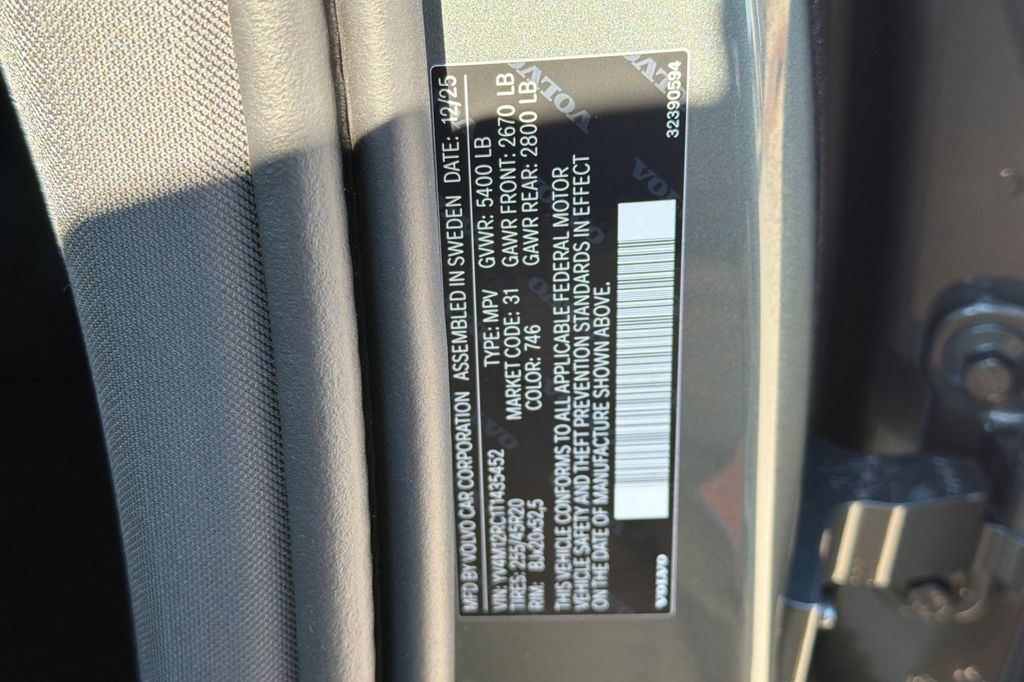 MFD BY VOLVO CAR CORPORATION ASSEMBLED IN SWEDEN DATE: 12/25
VIN: YV4M12RC1T1435452 TYPE: MPV GVWR: 5400 LB
TIRES: 255/45R20 MARKET CODE: 31 GAWR FRONT: 2670 LB
RIM: 8Jx20x52,5 COLOR: 746 GAWR REAR: 2800 LB
THIS VEHICLE CONFORMS TO ALL APPLICABLE FEDERAL MOTOR
VEHICLE SAFETY AND THEFT PREVENTION STANDARDS IN EFFECT
ON THE DATE OF MANUFACTURE SHOWN ABOVE.
VOLVO 32390594